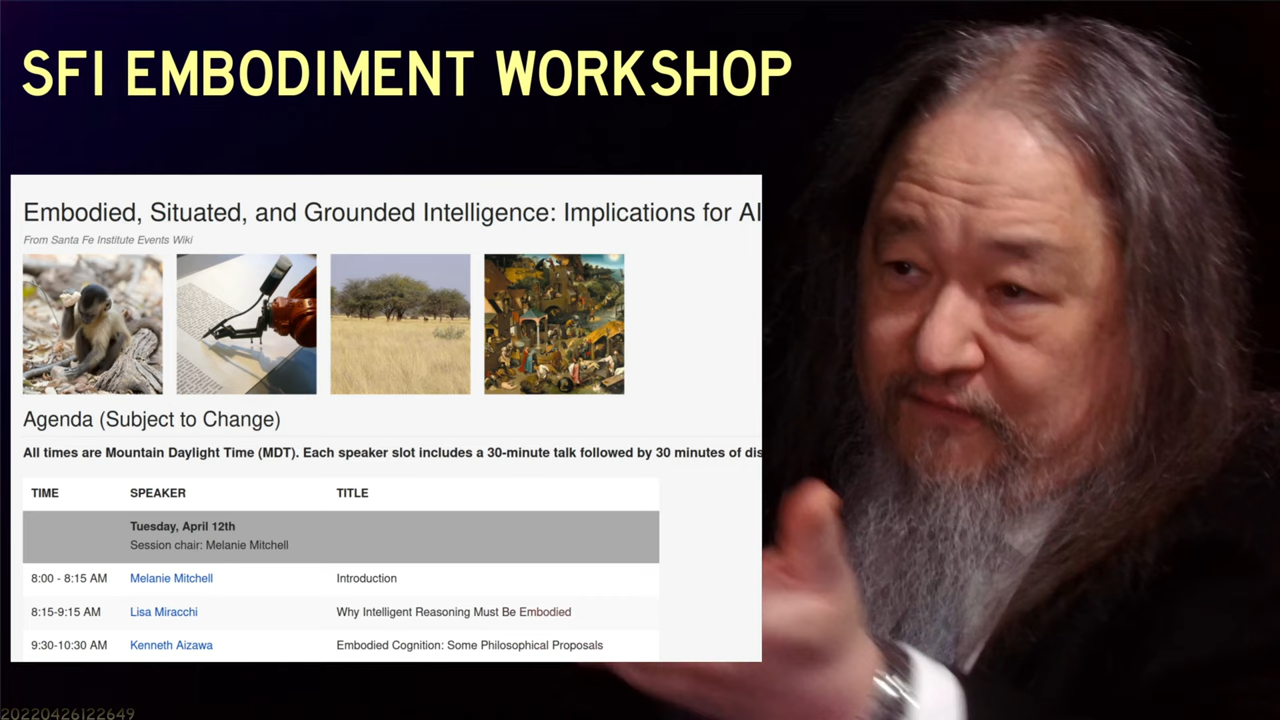 SFI EMBODIMENT WORKSHOP
Embodied, Situated, and Grounded Intelligence: Implications for AI
From Santa Fe Institute Events Wiki
Agenda (Subject to Change)
All times are Mountain Daylight Time (MDT). Each speaker slot includes a 30-minute talk followed by 30 minutes of dis
TIME SPEAKER TITLE
Tuesday, April 12th
Session chair: Melanie Mitchell
8:00 - 8:15 AM Melanie Mitchell Introduction
8:15-9:15 AM Lisa Miracchi Why Intelligent Reasoning Must Be Embodied
9:30-10:30 AM Kenneth Aizawa Embodied Cognition: Some Philosophical Proposals
20220426122649